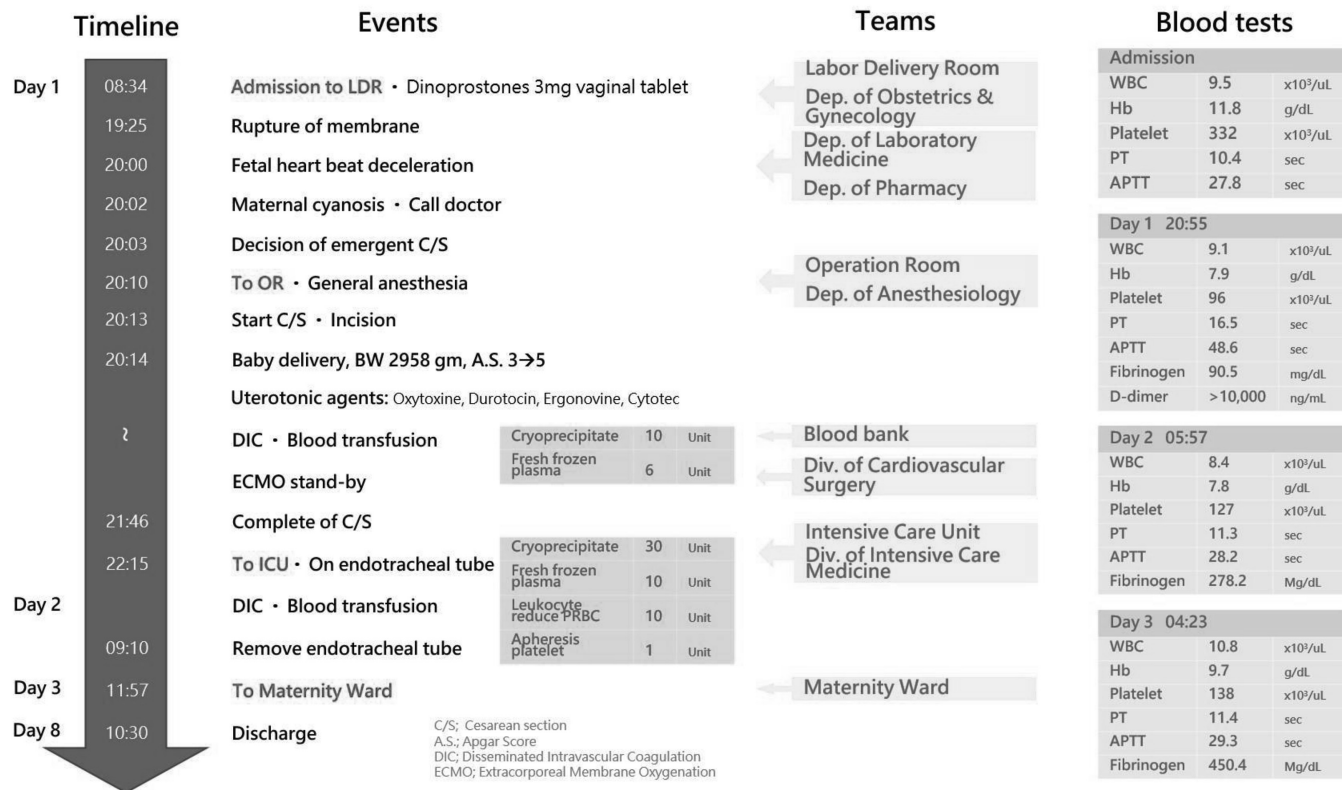 Timeline
Events
Teams
Blood tests
Day 1
08:34
Admission to LDR・Dinoprostones 3mg vaginal tablet
19:25
Rupture of membrane
20:00
Fetal heart beat deceleration
20:02
Maternal cyanosis・Call doctor
20:03
Decision of emergent C/S
20:10
To OR・General anesthesia
20:13
Start C/S・Incision
20:14
Baby delivery, BW 2958 gm, A.S. 3→5
Uterotonic agents: Oxytoxine, Durotocin, Ergonovine, Cytotec
~
DIC・Blood transfusion
Cryoprecipitate 10 Unit
Fresh frozen
plasma 6 Unit
ECMO stand-by
21:46
Complete of C/S
22:15
To ICU・On endotracheal tube
Cryoprecipitate 30 Unit
Fresh frozen
plasma 10 Unit
Day 2
DIC・Blood transfusion
Leukocyte
reduce PRBC 10 Unit
Apheresis
platelet 1 Unit
09:10
Remove endotracheal tube
Day 3
11:57
To Maternity Ward
Day 8
10:30
Discharge
C/S; Cesarean section
A.S.; Apgar Score
DIC; Disseminated Intravascular Coagulation
ECMO; Extracorporeal Membrane Oxygenation
Labor Delivery Room
Dep. of Obstetrics &
Gynecology
Dep. of Laboratory
Medicine
Dep. of Pharmacy
Operation Room
Dep. of Anesthesiology
Blood bank
Div. of Cardiovascular
Surgery
Intensive Care Unit
Div. of Intensive Care
Medicine
Maternity Ward
Admission
WBC 9.5 x10³/uL
Hb 11.8 g/dL
Platelet 332 x10³/uL
PT 10.4 sec
APTT 27.8 sec
Day 1 20:55
WBC 9.1 x10³/uL
Hb 7.9 g/dL
Platelet 96 x10³/uL
PT 16.5 sec
APTT 48.6 sec
Fibrinogen 90.5 mg/dL
D-dimer >10,000 ng/mL
Day 2 05:57
WBC 8.4 x10³/uL
Hb 7.8 g/dL
Platelet 127 x10³/uL
PT 11.3 sec
APTT 28.2 sec
Fibrinogen 278.2 Mg/dL
Day 3 04:23
WBC 10.8 x10³/uL
Hb 9.7 g/dL
Platelet 138 x10³/uL
PT 11.4 sec
APTT 29.3 sec
Fibrinogen 450.4 Mg/dL